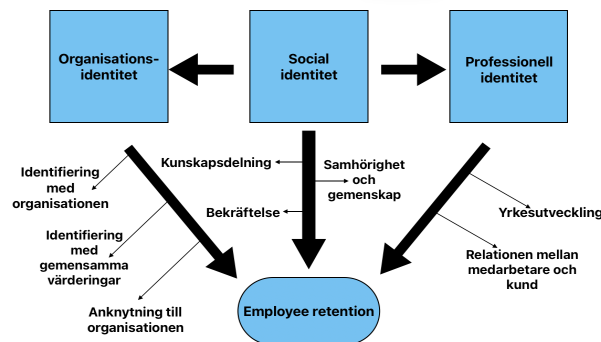 Organisations-
identitet
Social
identitet
Professionell
identitet
Identifiering
med
organisationen
Kunskapsdelning
Samhörighet
och
gemenskap
Bekräftelse
Yrkesutveckling
Identifiering
med
gemensamma
värderingar
Relationen mellan
medarbetare och
kund
Anknytning till
organisationen
Employee retention